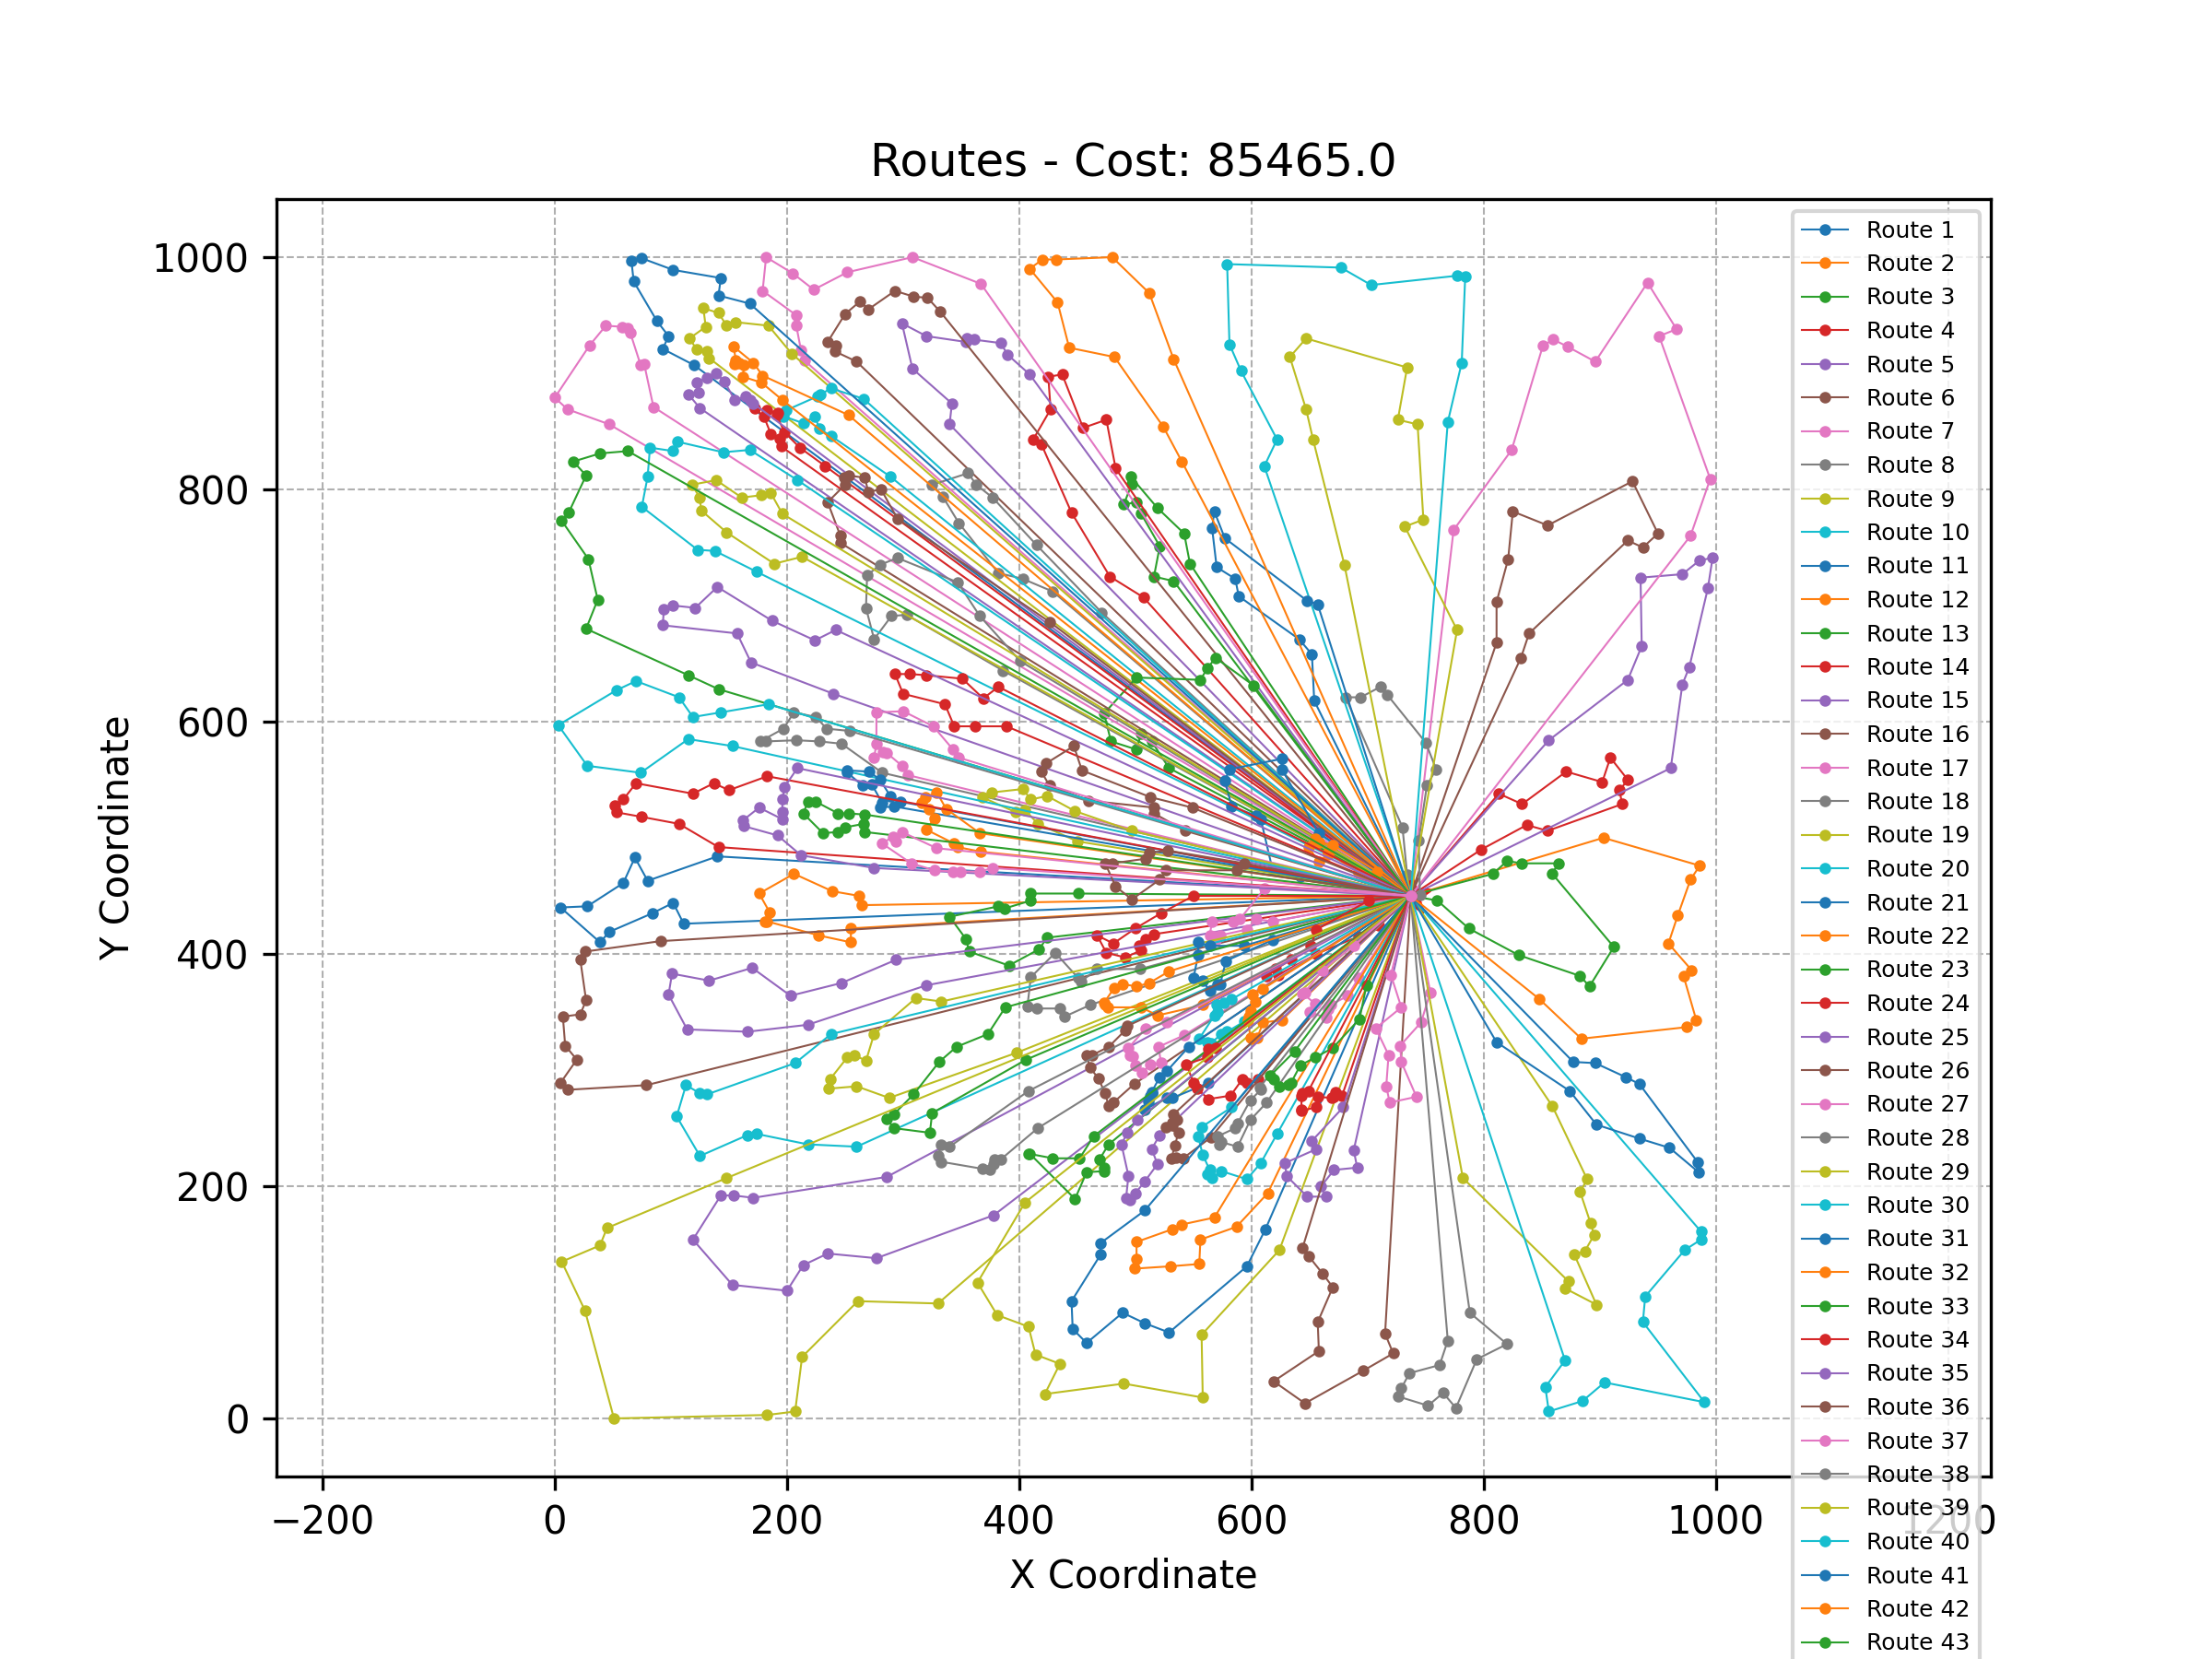 Routes - Cost: 85465.0
1000
800
600
400
200
0
Y Coordinate
−200
0
200
400
600
800
1000
1200
X Coordinate
Route 1
Route 2
Route 3
Route 4
Route 5
Route 6
Route 7
Route 8
Route 9
Route 10
Route 11
Route 12
Route 13
Route 14
Route 15
Route 16
Route 17
Route 18
Route 19
Route 20
Route 21
Route 22
Route 23
Route 24
Route 25
Route 26
Route 27
Route 28
Route 29
Route 30
Route 31
Route 32
Route 33
Route 34
Route 35
Route 36
Route 37
Route 38
Route 39
Route 40
Route 41
Route 42
Route 43